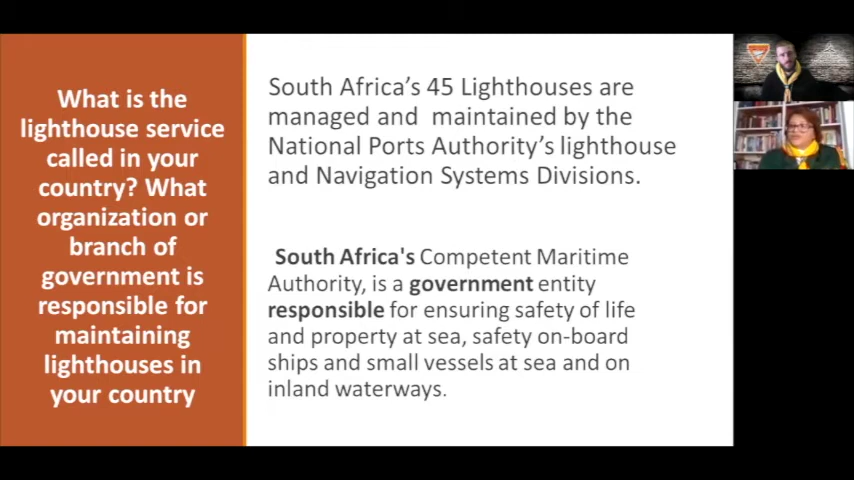 What is the
lighthouse service
called in your
country? What
organization or
branch of
government is
responsible for
maintaining
lighthouses in
your country
South Africa’s 45 Lighthouses are
managed and maintained by the
National Ports Authority’s lighthouse
and Navigation Systems Divisions.
South Africa's Competent Maritime
Authority, is a government entity
responsible for ensuring safety of life
and property at sea, safety on-board
ships and small vessels at sea and on
inland waterways.